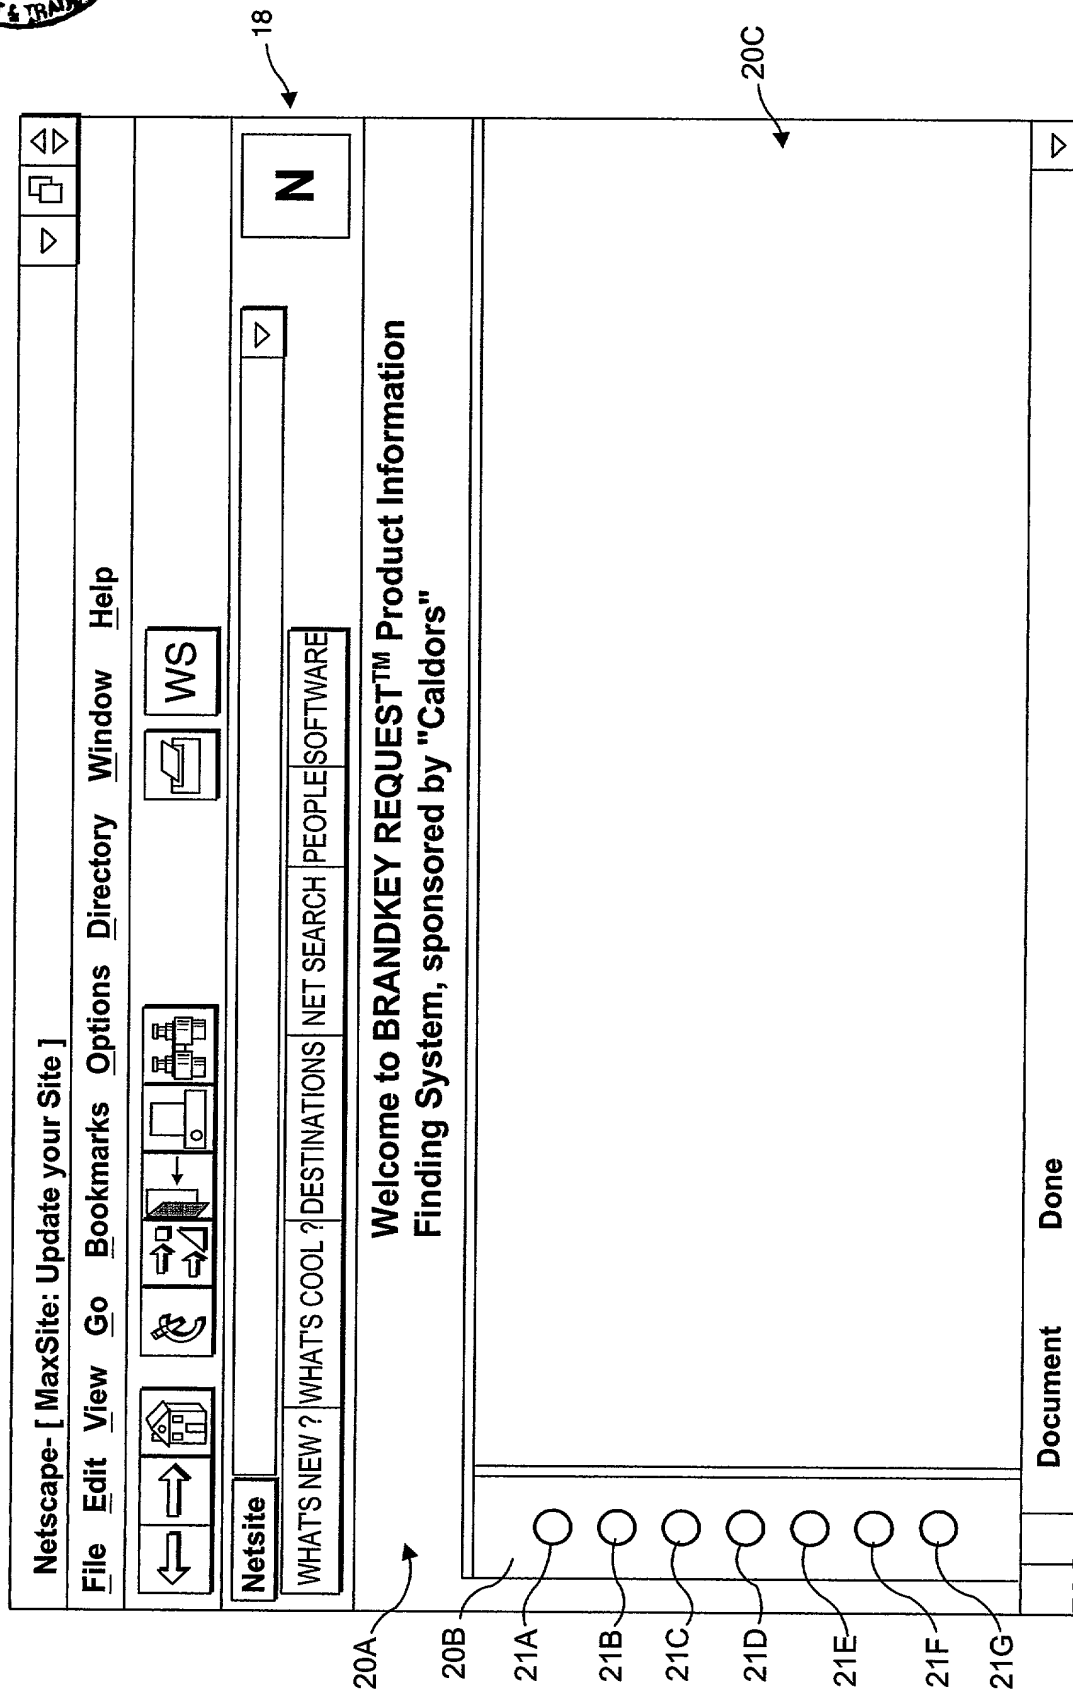 & TRA
18
Netscape- [ MaxSite: Update your Site ]
File Edit View Go Bookmarks Options Directory Window Help
WS
Netsite
N
WHAT'S NEW ? WHAT'S COOL ? DESTINATIONS NET SEARCH PEOPLE SOFTWARE
20A
Welcome to BRANDKEY REQUEST™ Product Information
Finding System, sponsored by "Caldors"
20B
21A
21B
21C
21D
21E
21F
21G
20C
Document Done